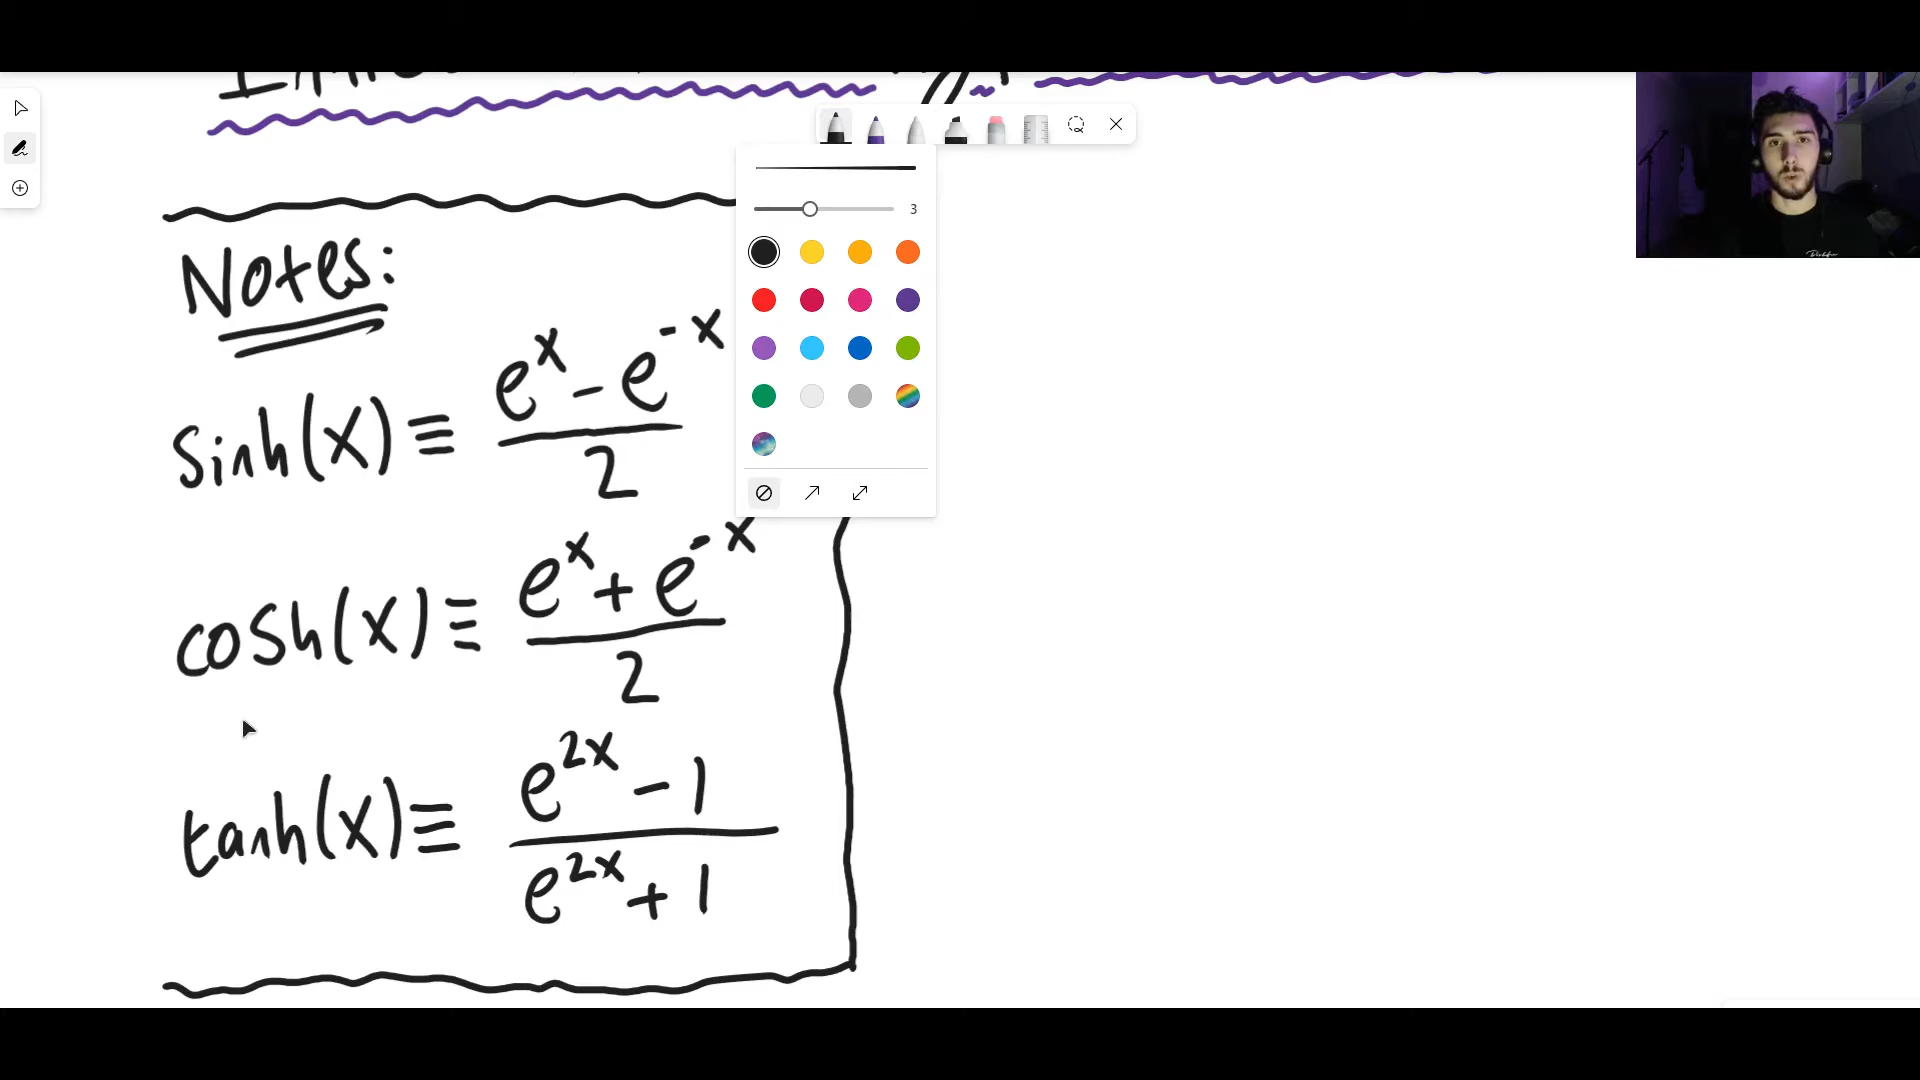 3
Notes:
sinh(x) ≡ e^x - e^-x / 2
cosh(x) ≡ e^x + e^-x / 2
tanh(x) ≡ e^2x - 1 / e^2x + 1